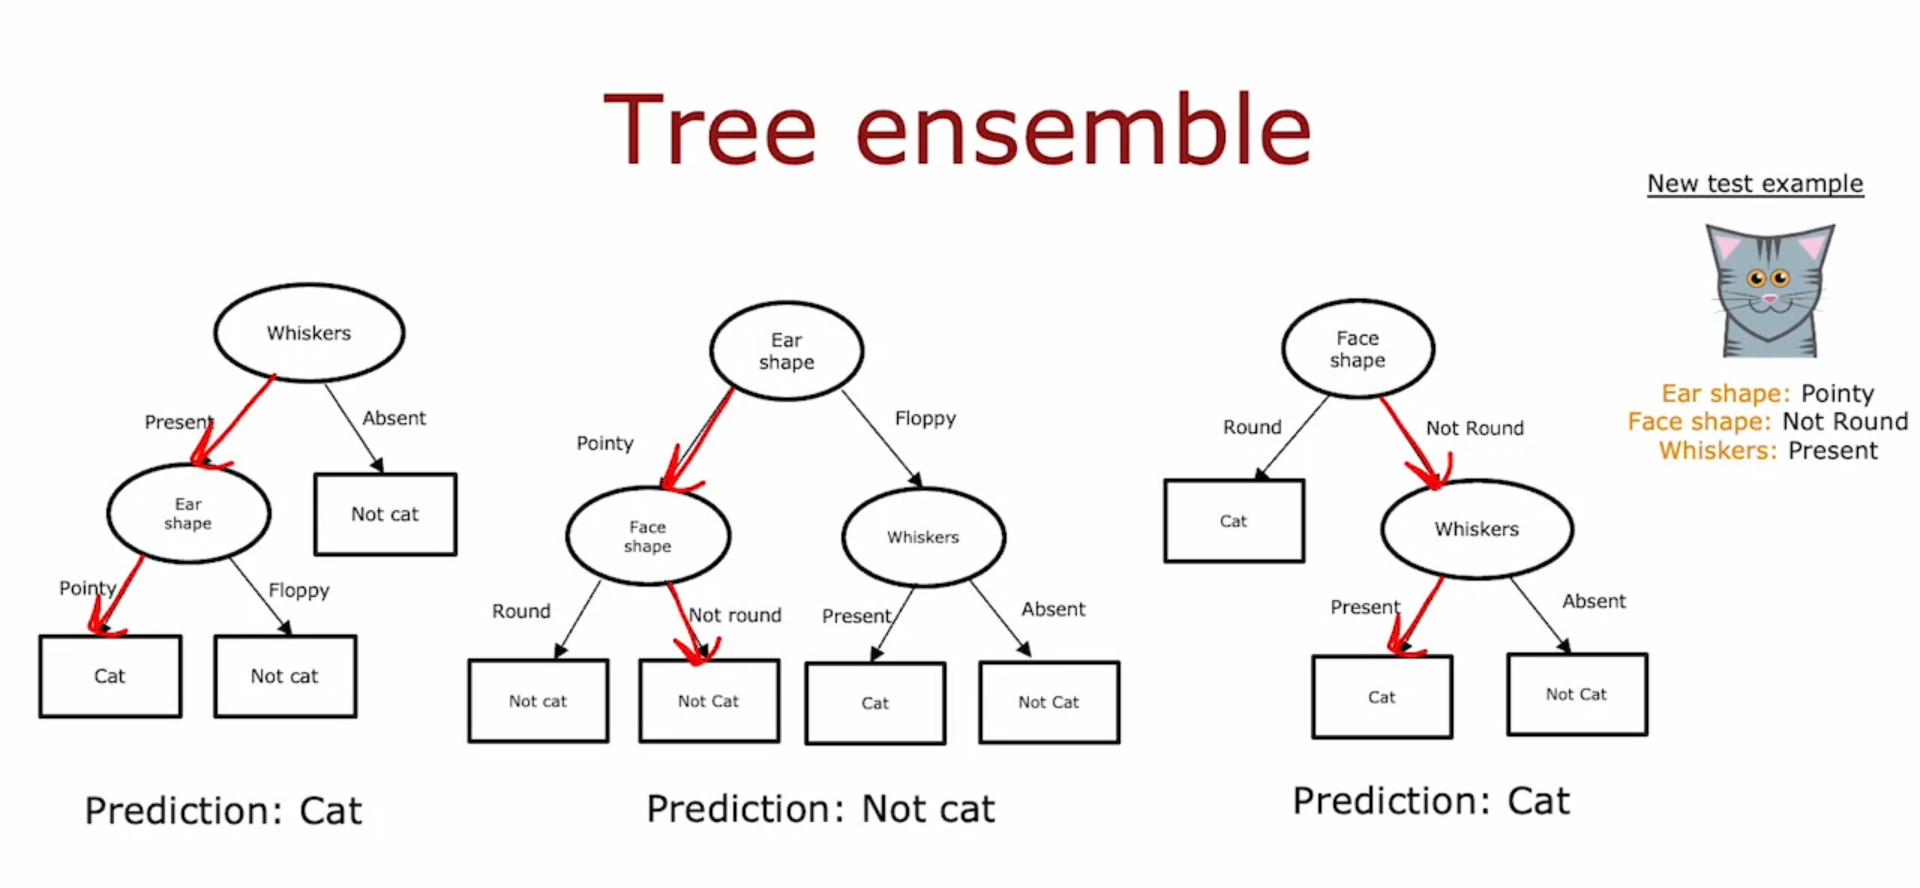 Tree ensemble
New test example
Ear shape: Pointy
Face shape: Not Round
Whiskers: Present
Whiskers
Present
Absent
Ear
shape
Not cat
Pointy
Floppy
Cat
Not cat
Prediction: Cat
Ear
shape
Pointy
Floppy
Face
shape
Whiskers
Round
Not round
Present
Absent
Not cat
Not Cat
Cat
Not Cat
Prediction: Not cat
Face
shape
Round
Not Round
Cat
Whiskers
Present
Absent
Cat
Not Cat
Prediction: Cat